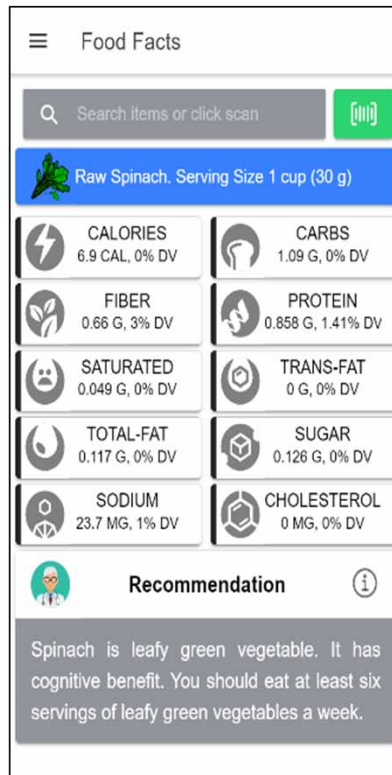 Food Facts
Search items or click scan
Raw Spinach. Serving Size 1 cup (30 g)
CALORIES
6.9 CAL, 0% DV
CARBS
1.09 G, 0% DV
FIBER
0.66 G, 3% DV
PROTEIN
0.858 G, 1.41% DV
SATURATED
0.049 G, 0% DV
TRANS-FAT
0 G, 0% DV
TOTAL-FAT
0.117 G, 0% DV
SUGAR
0.126 G, 0% DV
SODIUM
23.7 MG, 1% DV
CHOLESTEROL
0 MG, 0% DV
Recommendation
Spinach is leafy green vegetable. It has
cognitive benefit. You should eat at least six
servings of leafy green vegetables a week.